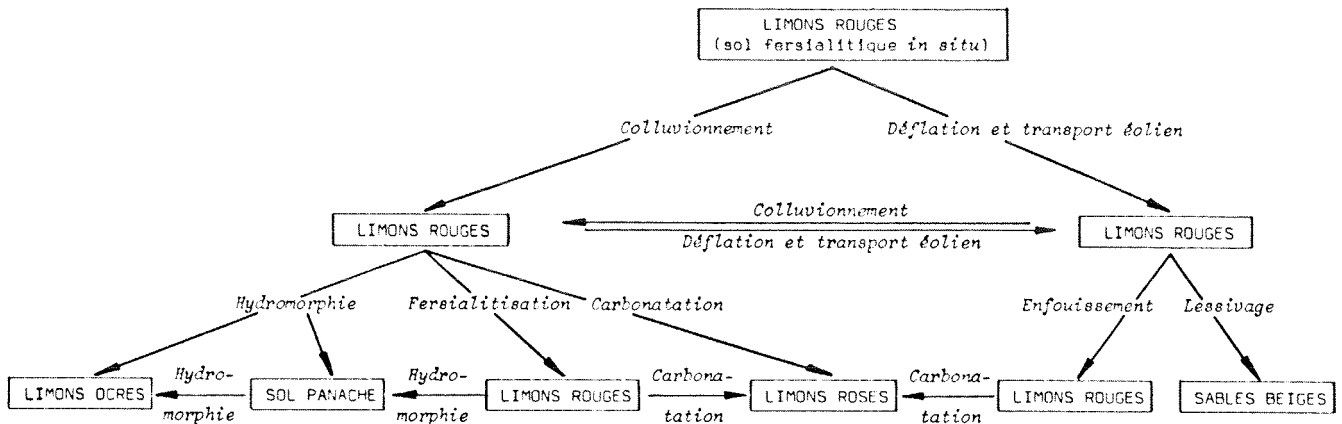 LIMONS ROUGES
(sol fersialitique in situ)
Colluvionnement
Déflation et transport éolien
LIMONS ROUGES
Colluvionnement
Déflation et transport éolien
LIMONS ROUGES
Hydromorphie
Fersialitisation
Carbonatation
Enfouissement
Lessivage
LIMONS OCRES
Hydro-
morphie
SOL PANACHE
Hydro-
morphie
LIMONS ROUGES
Carbona-
tation
LIMONS ROSES
Carbona-
tation
LIMONS ROUGES
SABLES BEIGES